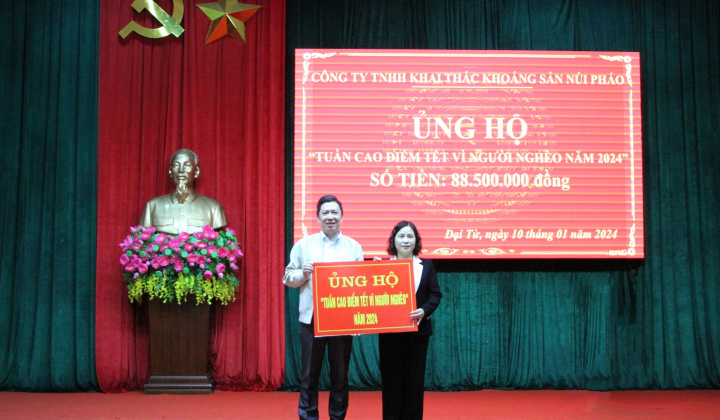 CÔNG TY TNHH KHAI THÁC KHOÁNG SẢN NÚI PHÁO
ỦNG HỘ
“TUẦN CAO ĐIỂM TẾT VÌ NGƯỜI NGHÈO NĂM 2024”
SỐ TIỀN: 88.500.000 đồng
Đại Từ, ngày 10 tháng 01 năm 2024
ỦNG HỘ
"TUẦN CAO ĐIỂM TẾT VÌ NGƯỜI NGHÈO"
NĂM 2024